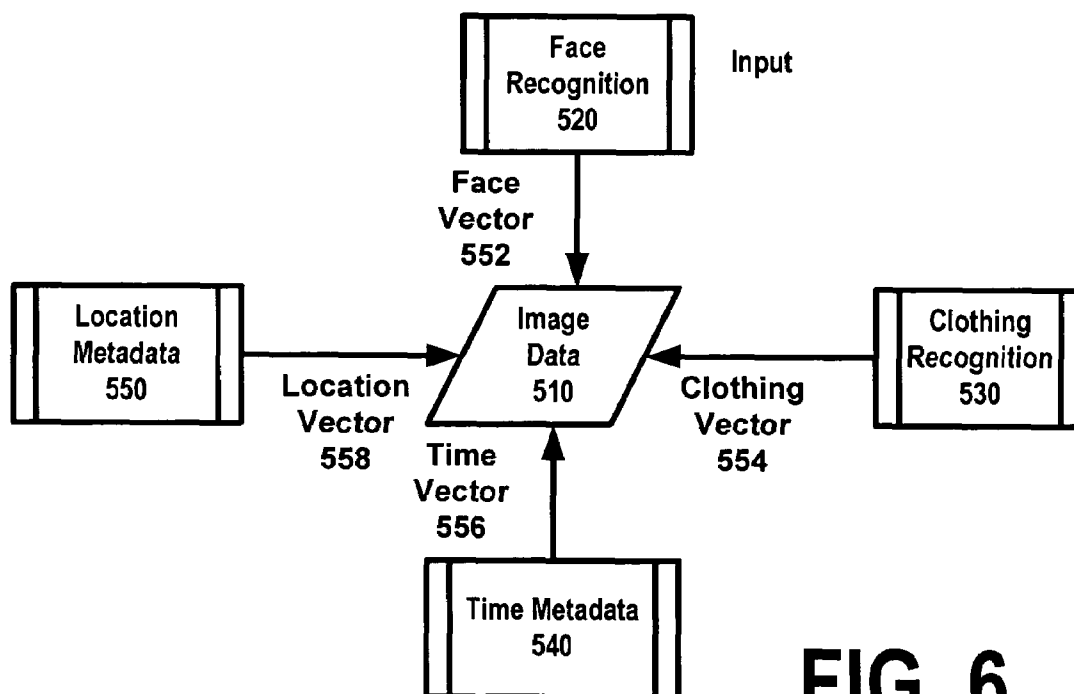 Face
Recognition
520
Input
Face
Vector
552
Location
Metadata
550
Image
Data
510
Clothing
Recognition
530
Location
Vector
558
Clothing
Vector
554
Time
Vector
556
Time Metadata
540
FIG. 6